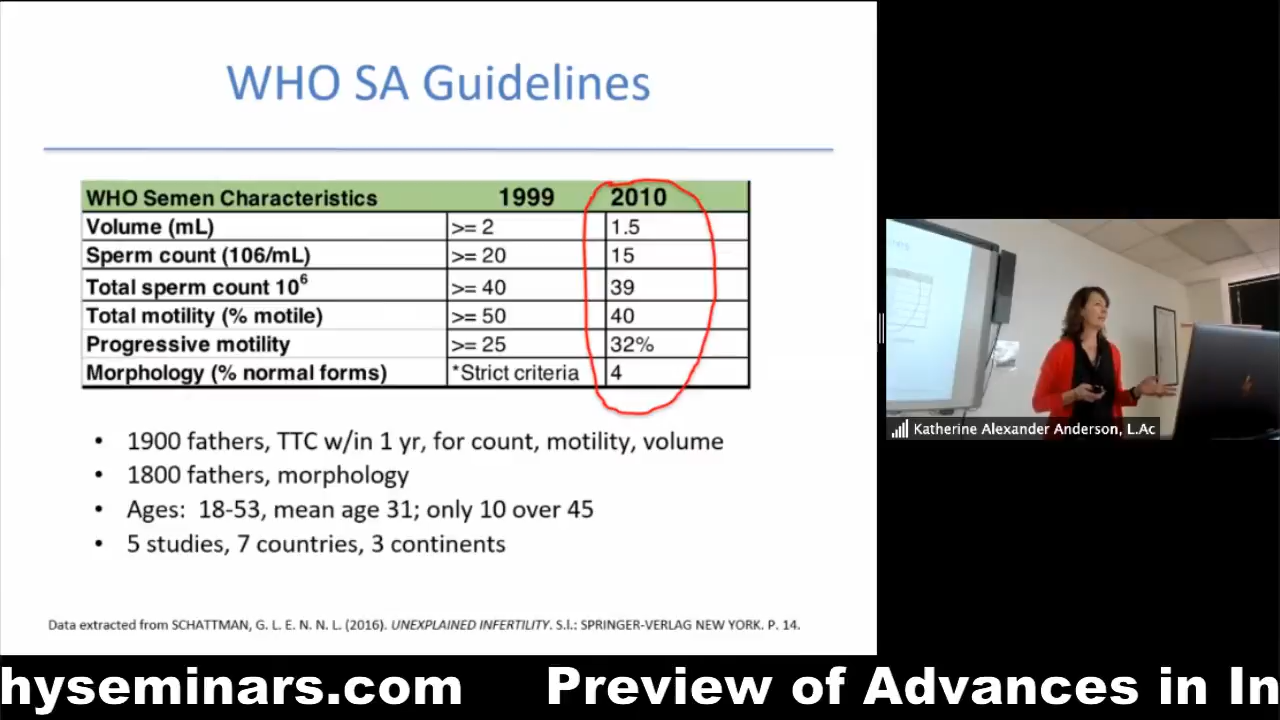 WHO SA Guidelines
WHO Semen Characteristics 1999 2010
Volume (mL) >= 2 1.5
Sperm count (106/mL) >= 20 15
Total sperm count 10⁶ >= 40 39
Total motility (% motile) >= 50 40
Progressive motility >= 25 32%
Morphology (% normal forms) *Strict criteria 4
• 1900 fathers, TTC w/in 1 yr, for count, motility, volume
• 1800 fathers, morphology
• Ages: 18-53, mean age 31; only 10 over 45
• 5 studies, 7 countries, 3 continents
Data extracted from SCHATTMAN, G. L. E. N. N. L. (2016). UNEXPLAINED INFERTILITY. S.l.: SPRINGER-VERLAG NEW YORK. P. 14.
Katherine Alexander Anderson, L.Ac
hyseminars.com Preview of Advances in In